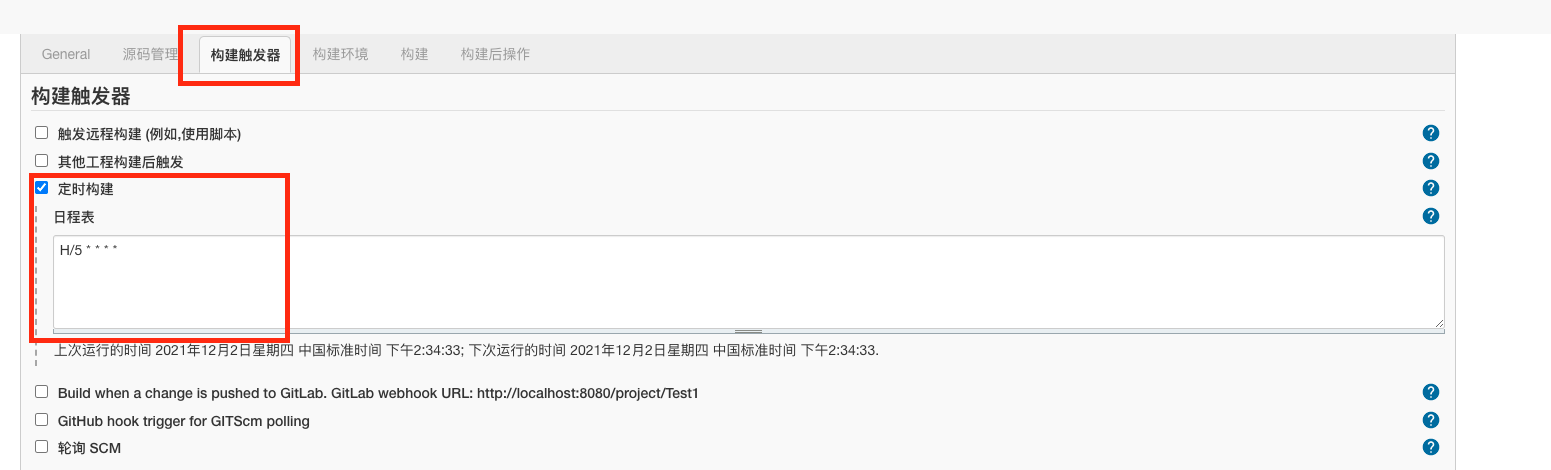 General 源码管理 构建触发器 构建环境 构建 构建后操作
构建触发器
触发远程构建 (例如,使用脚本)
其他工程构建后触发
定时构建
日程表
H/5 * * * *
上次运行的时间 2021年12月2日星期四 中国标准时间 下午2:34:33; 下次运行的时间 2021年12月2日星期四 中国标准时间 下午2:34:33.
Build when a change is pushed to GitLab. GitLab webhook URL: http://localhost:8080/project/Test1
GitHub hook trigger for GITScm polling
轮询 SCM